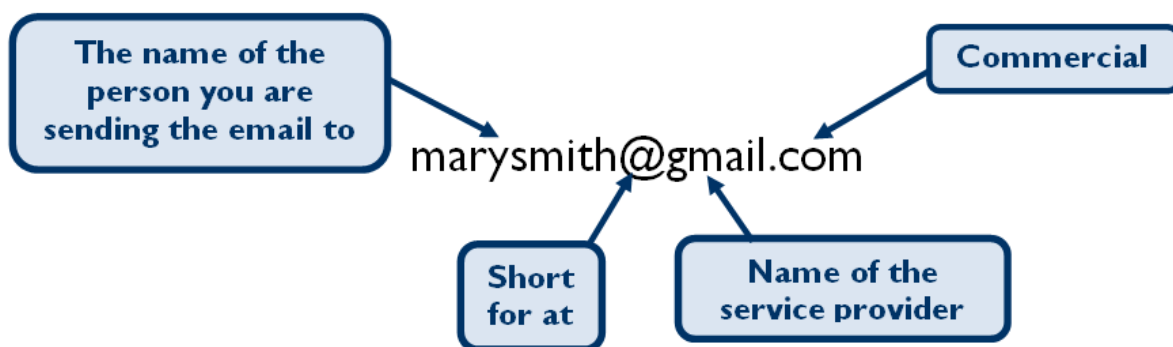 The name of the
person you are
sending the email to
Commercial
marysmith@gmail.com
Short
for at
Name of the
service provider